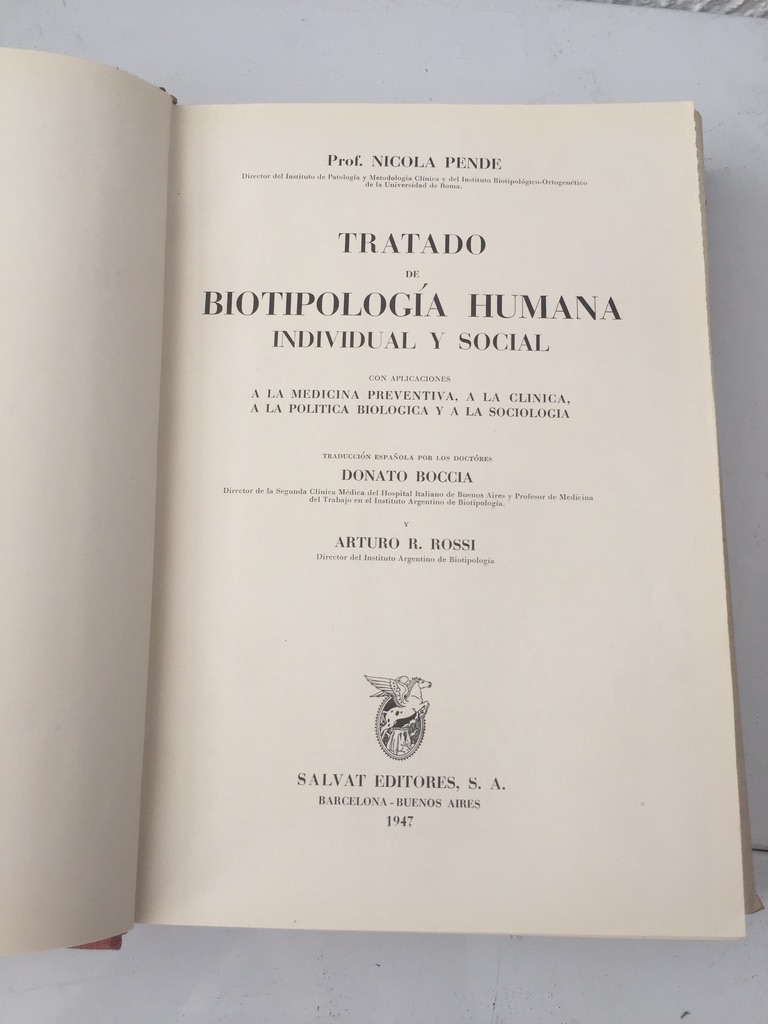 Prof. NICOLA PENDE
Director del Instituto de Patología y Metodología Clínica y del Instituto Biotipológico-Ortogenético
de la Universidad de Roma.
TRATADO
DE
BIOTIPOLOGÍA HUMANA
INDIVIDUAL Y SOCIAL
CON APLICACIONES
A LA MEDICINA PREVENTIVA, A LA CLINICA,
A LA POLITICA BIOLOGICA Y A LA SOCIOLOGIA
TRADUCCIÓN ESPAÑOLA POR LOS DOCTÓRES
DONATO BOCCIA
Director de la Segunda Clínica Médica del Hospital Italiano de Buenos Aires y Profesor de Medicina
del Trabajo en el Instituto Argentino de Biotipología.
Y
ARTURO R. ROSSI
Director del Instituto Argentino de Biotipología
SALVAT EDITORES, S. A.
BARCELONA-BUENOS AIRES
1947